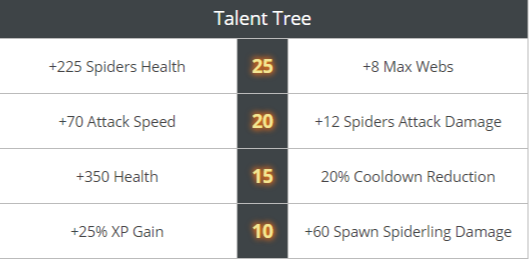 Talent Tree
+225 Spiders Health 25 +8 Max Webs
+70 Attack Speed 20 +12 Spiders Attack Damage
+350 Health 15 20% Cooldown Reduction
+25% XP Gain 10 +60 Spawn Spiderling Damage